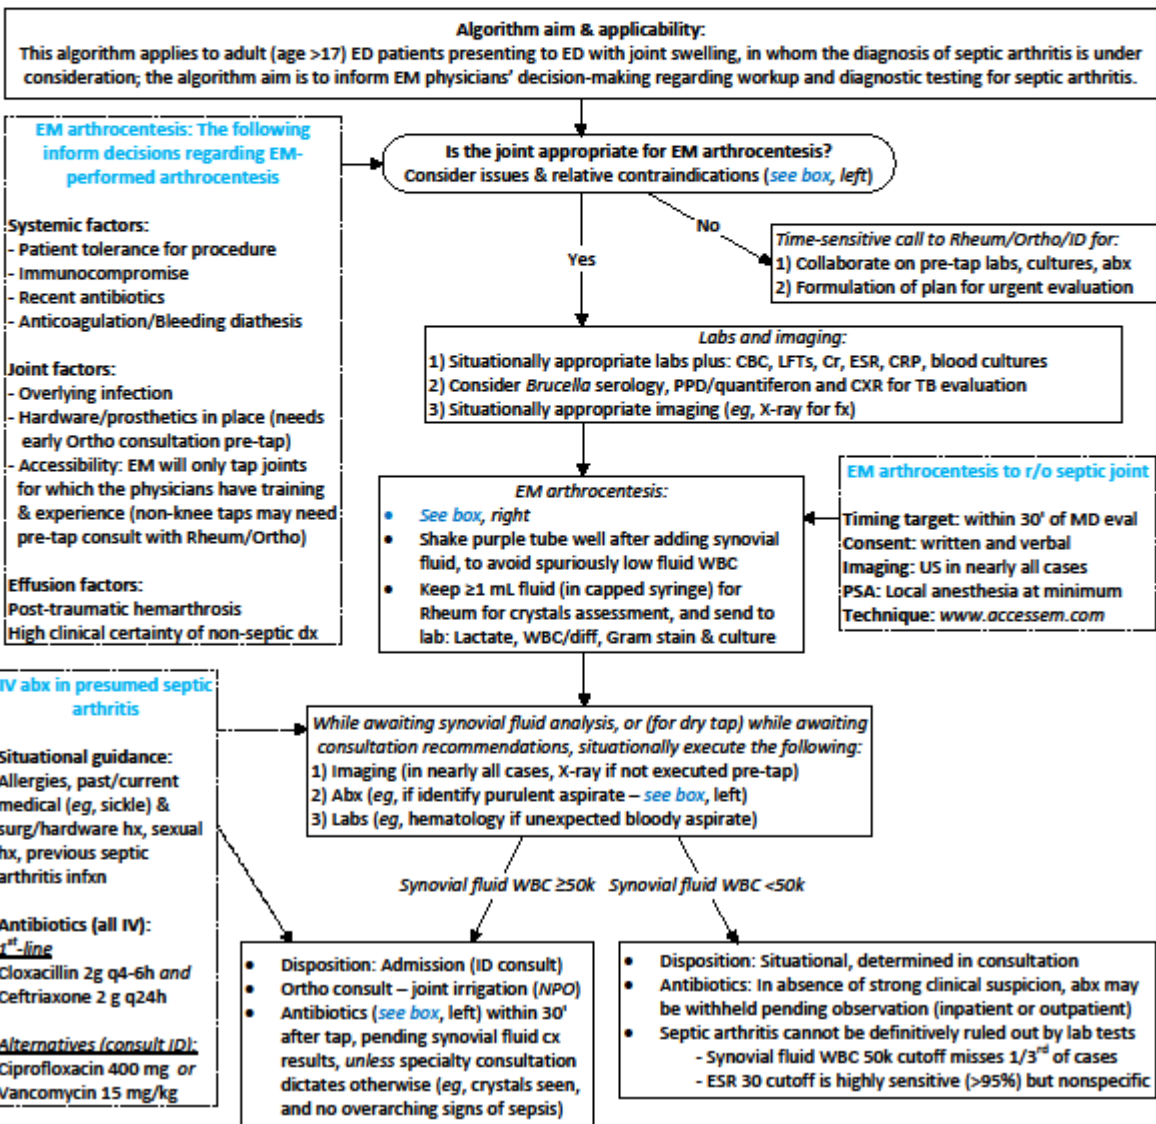 Algorithm aim & applicability:
This algorithm applies to adult (age >17) ED patients presenting to ED with joint swelling, in whom the diagnosis of septic arthritis is under
consideration; the algorithm aim is to inform EM physicians' decision-making regarding workup and diagnostic testing for septic arthritis.
EM arthrocentesis: The following
inform decisions regarding EM-
performed arthrocentesis
Systemic factors:
- Patient tolerance for procedure
- Immunocompromise
- Recent antibiotics
- Anticoagulation/Bleeding diathesis
Joint factors:
- Overlying infection
- Hardware/prosthetics in place (needs
early Ortho consultation pre-tap)
- Accessibility: EM will only tap joints
for which the physicians have training
& experience (non-knee taps may need
pre-tap consult with Rheum/Ortho)
Effusion factors:
Post-traumatic hemarthrosis
High clinical certainty of non-septic dx
Is the joint appropriate for EM arthrocentesis?
Consider issues & relative contraindications (see box, left)
No
Yes
Time-sensitive call to Rheum/Ortho/ID for:
1) Collaborate on pre-tap labs, cultures, abx
2) Formulation of plan for urgent evaluation
Labs and imaging:
1) Situationally appropriate labs plus: CBC, LFTs, Cr, ESR, CRP, blood cultures
2) Consider Brucella serology, PPD/quantiferon and CXR for TB evaluation
3) Situationally appropriate imaging (eg, X-ray for fx)
EM arthrocentesis:
• See box, right
• Shake purple tube well after adding synovial
fluid, to avoid spuriously low fluid WBC
• Keep ≥1 mL fluid (in capped syringe) for
Rheum for crystals assessment, and send to
lab: Lactate, WBC/diff, Gram stain & culture
EM arthrocentesis to r/o septic joint
Timing target: within 30' of MD eval
Consent: written and verbal
Imaging: US in nearly all cases
PSA: Local anesthesia at minimum
Technique: www.accessem.com
IV abx in presumed septic
arthritis
Situational guidance:
Allergies, past/current
medical (eg, sickle) &
surg/hardware hx, sexual
hx, previous septic
arthritis infxn
Antibiotics (all IV):
1st-line
Cloxacillin 2g q4-6h and
Ceftriaxone 2 g q24h
Alternatives (consult ID):
Ciprofloxacin 400 mg or
Vancomycin 15 mg/kg
While awaiting synovial fluid analysis, or (for dry tap) while awaiting
consultation recommendations, situationally execute the following:
1) Imaging (in nearly all cases, X-ray if not executed pre-tap)
2) Abx (eg, if identify purulent aspirate – see box, left)
3) Labs (eg, hematology if unexpected bloody aspirate)
Synovial fluid WBC ≥50k
Synovial fluid WBC <50k
• Disposition: Admission (ID consult)
• Ortho consult – joint irrigation (NPO)
• Antibiotics (see box, left) within 30'
after tap, pending synovial fluid cx
results, unless specialty consultation
dictates otherwise (eg, crystals seen,
and no overarching signs of sepsis)
• Disposition: Situational, determined in consultation
• Antibiotics: In absence of strong clinical suspicion, abx may
be withheld pending observation (inpatient or outpatient)
• Septic arthritis cannot be definitively ruled out by lab tests
- Synovial fluid WBC 50k cutoff misses 1/3rd of cases
- ESR 30 cutoff is highly sensitive (>95%) but nonspecific